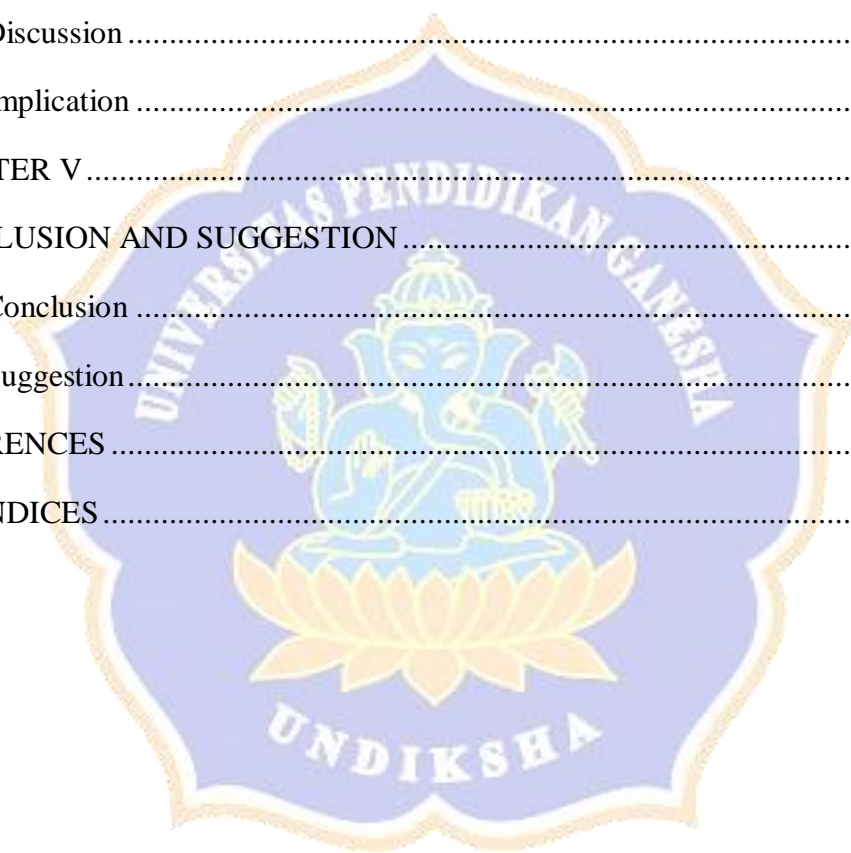 Discussion ..........................................................................................
mplication .........................................................................................
TER V ................................................................................................
LUSION AND SUGGESTION ........................................................
Conclusion .........................................................................................
uggestion ..........................................................................................
RENCES .............................................................................................
NDICES ..............................................................................................
UNIVERSITAS PENDIDIKAN GANESHA
UNDIKSHA